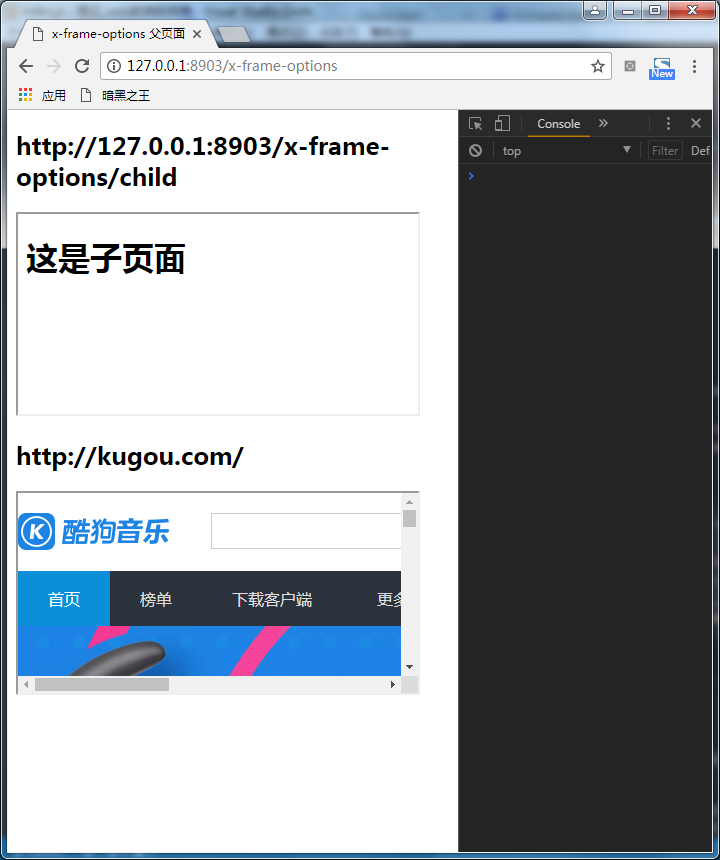 x-frame-options 父页面
127.0.0.1:8903/x-frame-options
New
应用
暗黑之王
http://127.0.0.1:8903/x-frame-
options/child
这是子页面
http://kugou.com/
K 酷狗音乐
首页 榜单 下载客户端 更多
Console
top Filter Def